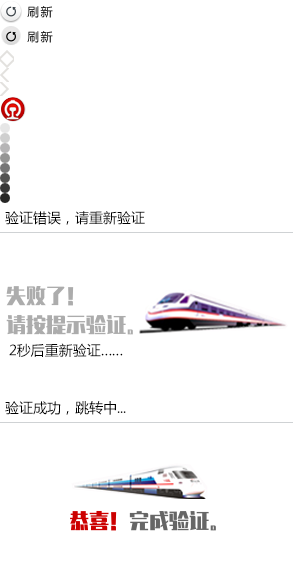 刷新
刷新
验证错误，请重新验证
失败了！
请按提示验证。
2秒后重新验证......
验证成功，跳转中...
恭喜！完成验证。